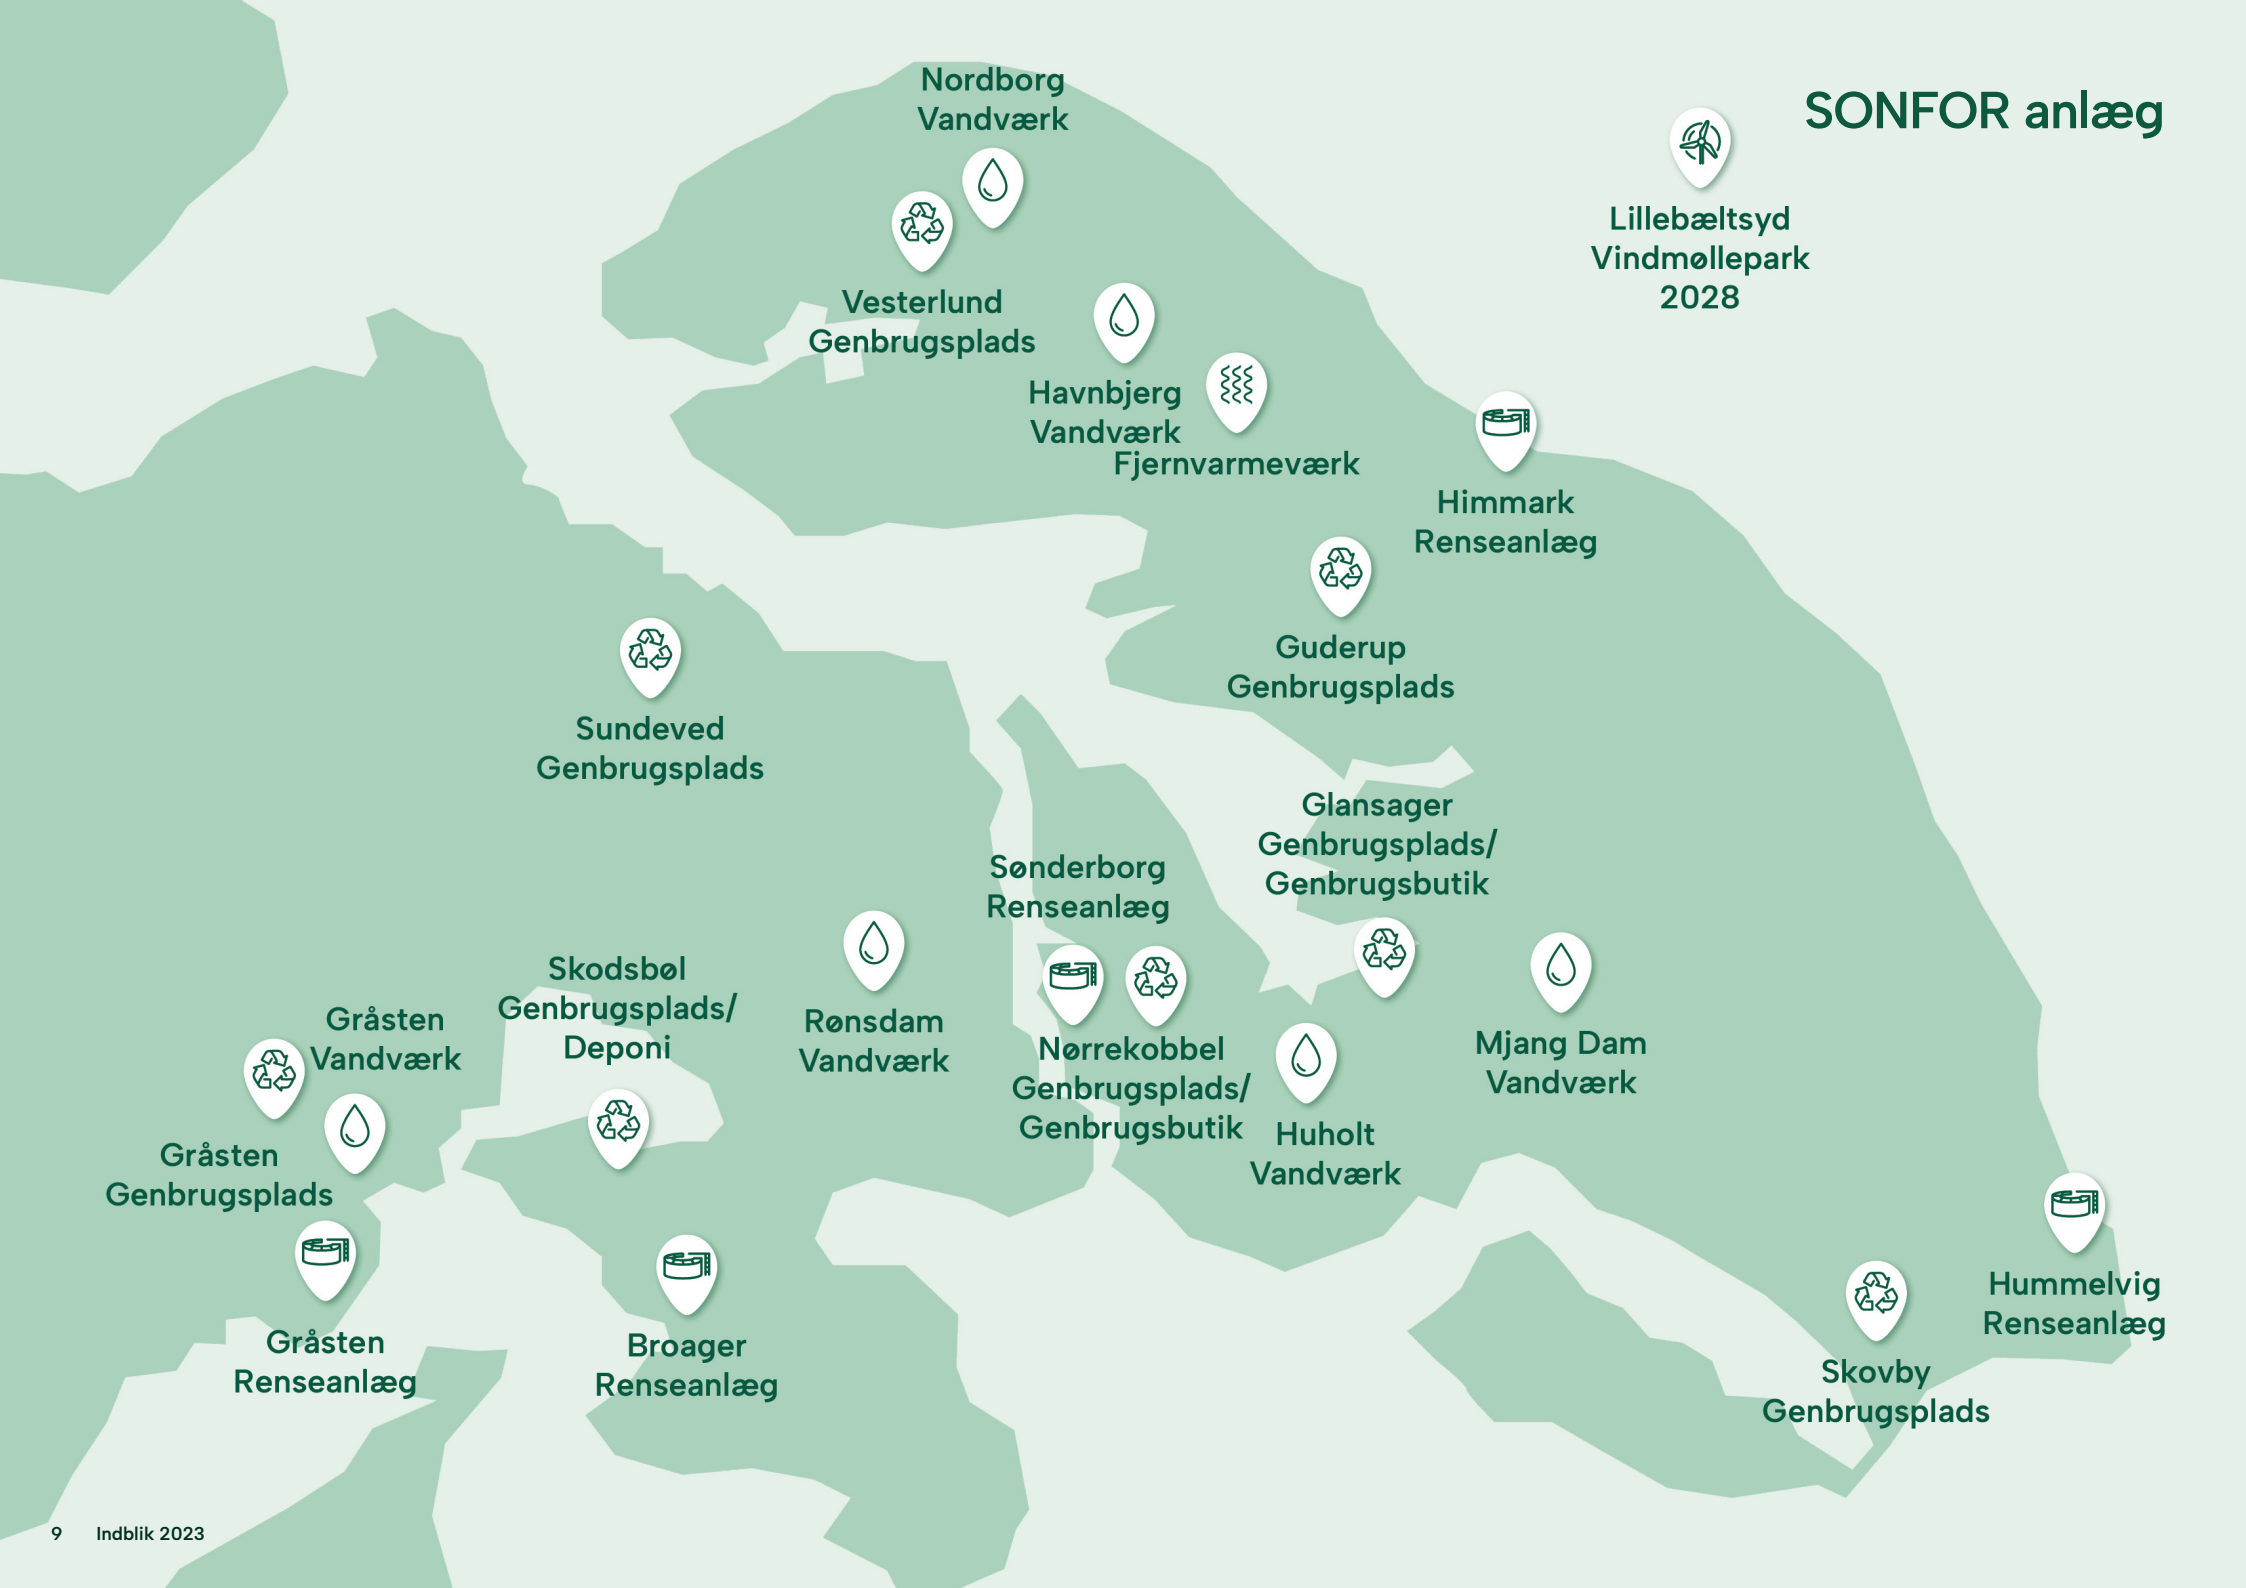 SONFOR anlæg
Nordborg
Vandværk
Lillebæltsyd
Vindmøllepark
2028
Vesterlund
Genbrugsplads
Havnbjerg
Vandværk
Fjernvarmeværk
Himmark
Renseanlæg
Guderup
Genbrugsplads
Sundeved
Genbrugsplads
Glansager
Genbrugsplads/
Genbrugsbutik
Sønderborg
Renseanlæg
Skodsbøl
Genbrugsplads/
Deponi
Gråsten
Vandværk
Rønsdam
Vandværk
Nørrekobbel
Genbrugsplads/
Genbrugsbutik
Mjang Dam
Vandværk
Huholt
Vandværk
Gråsten
Genbrugsplads
Gråsten
Renseanlæg
Broager
Renseanlæg
Hummelvig
Renseanlæg
Skovby
Genbrugsplads
9 Indblik 2023